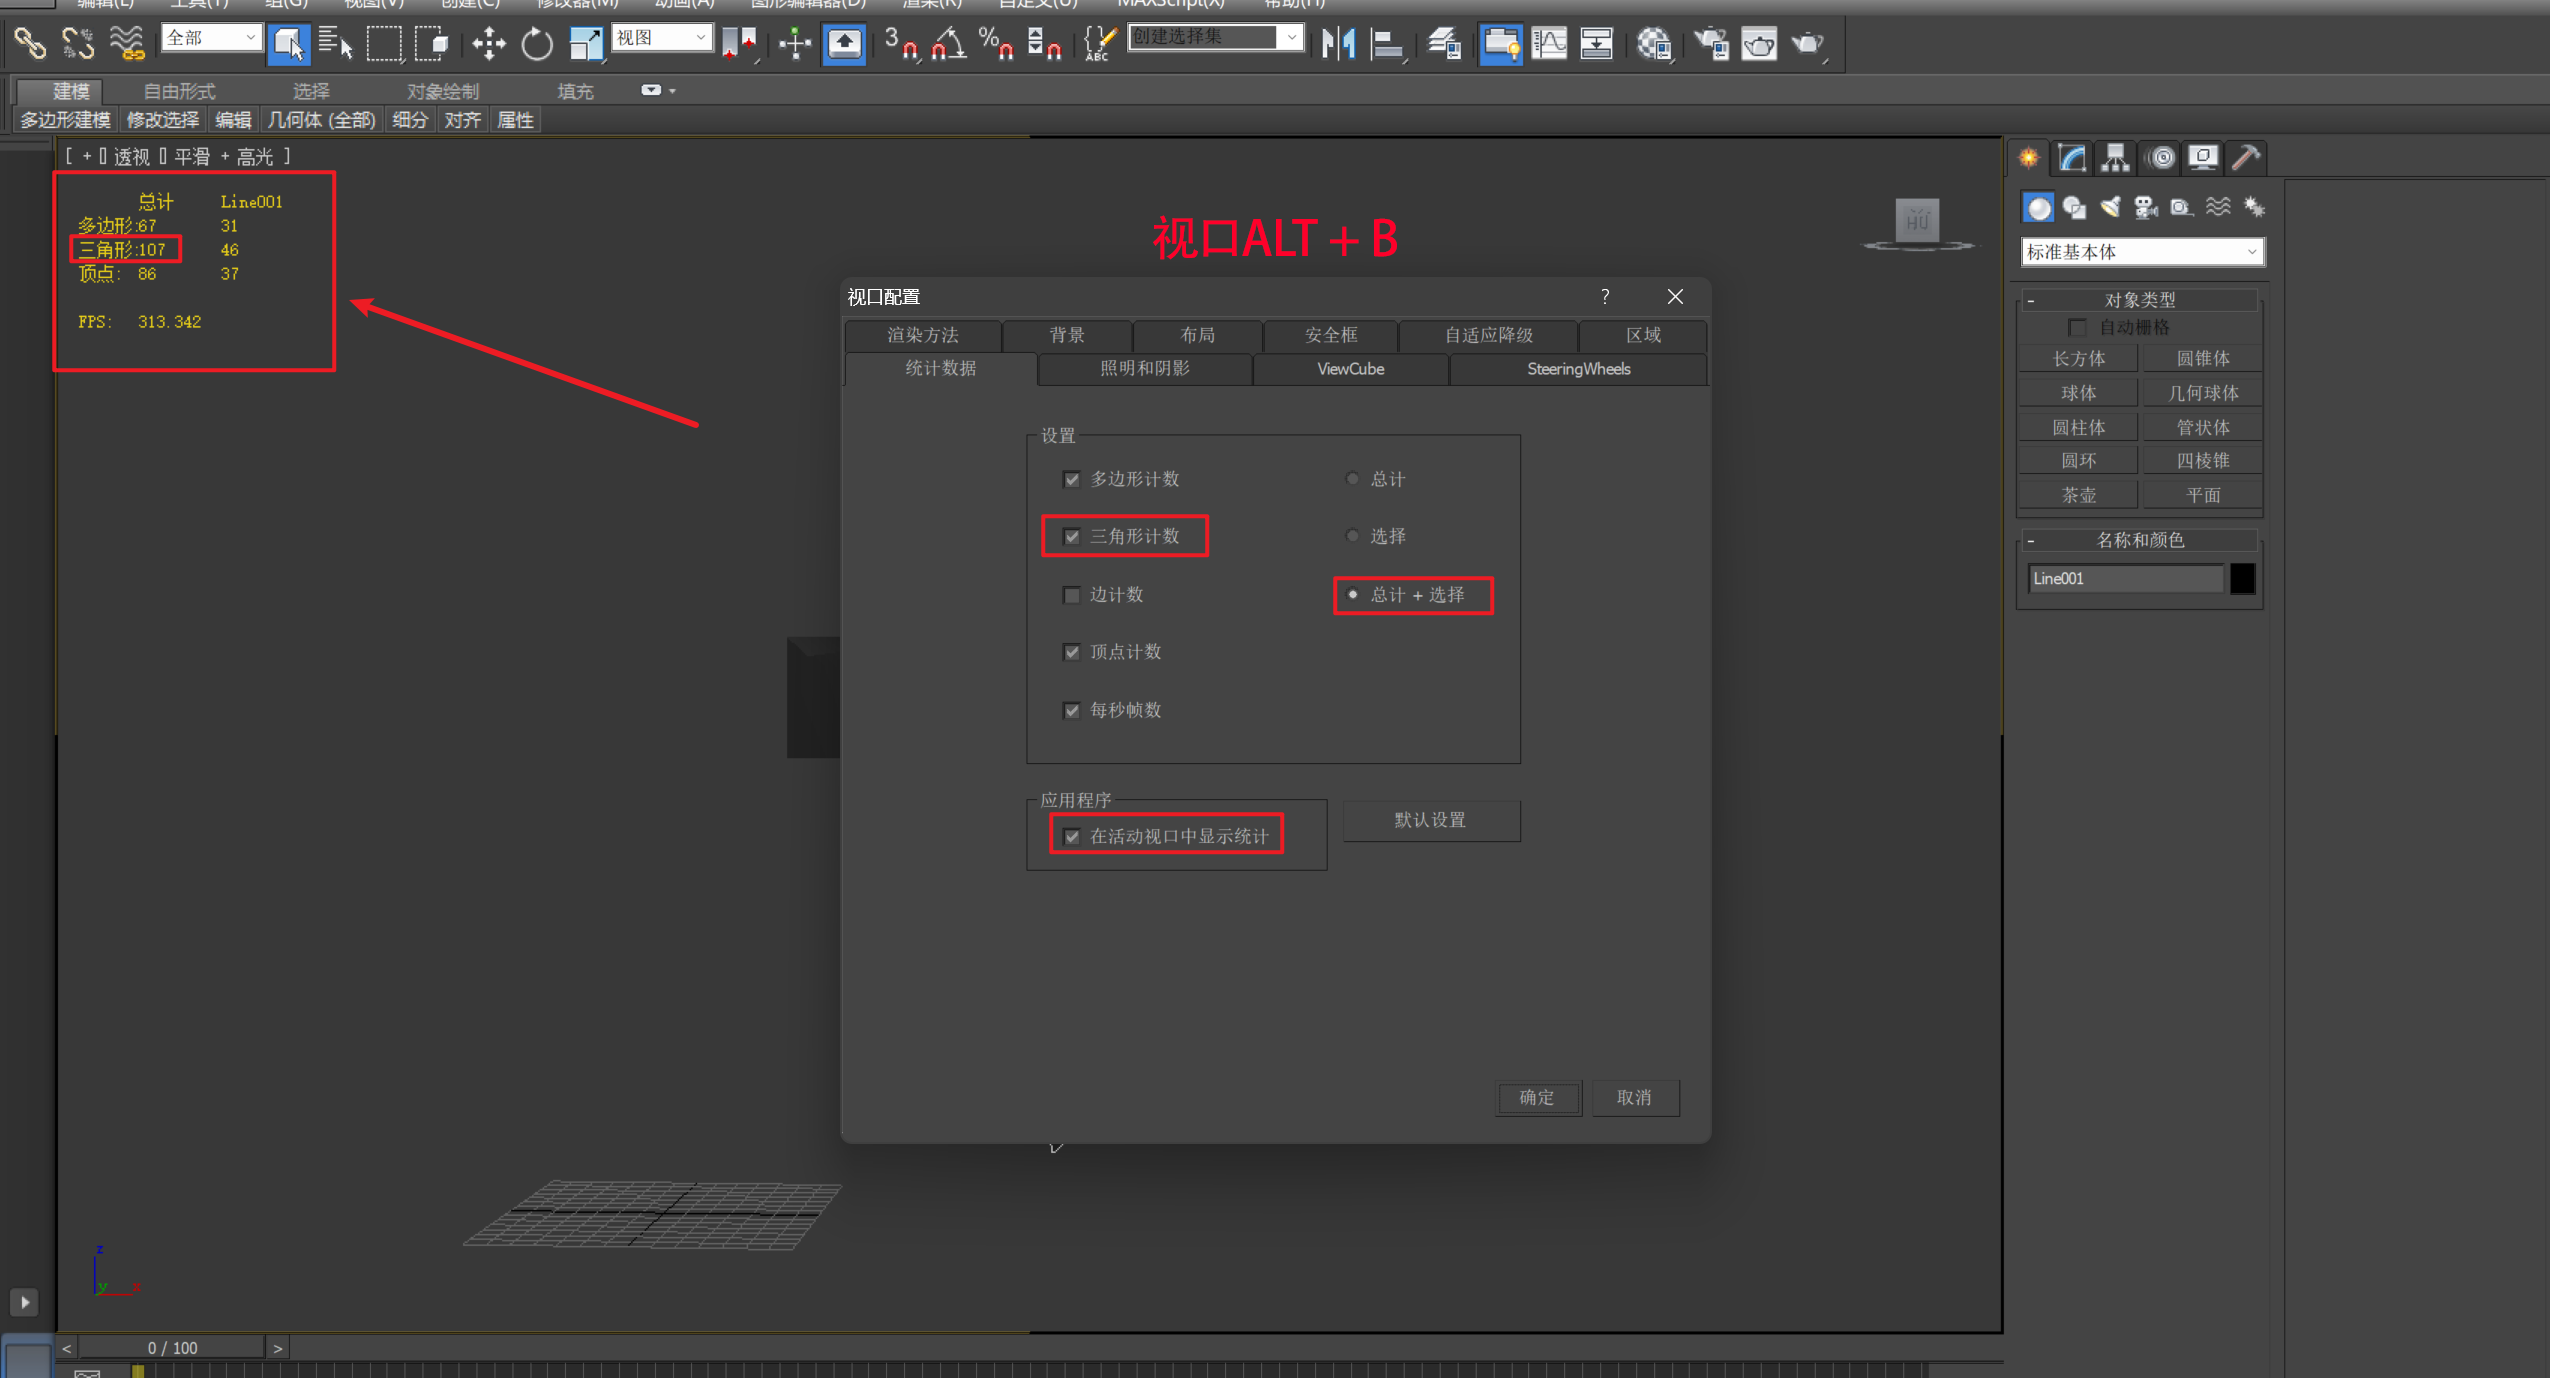 编辑(E) 工具(T) 组(G) 视图(V) 创建(C) 修改器(M) 动画(A) 图形编辑器(D) 渲染(R) 自定义(U) MAXScript(X) 帮助(H)
全部 视图 3 % ABC 创建选择集
建模 自由形式 选择 对象绘制 填充
多边形建模 修改选择 编辑 几何体 (全部) 细分 对齐 属性
[ + [] 透视 [] 平滑 + 高光 ]
总计 Line001
多边形:67 31
三角形:107 46
顶点: 86 37
FPS: 313.342
视口ALT + B
视口配置 ?
渲染方法 背景 布局 安全框 自适应降级 区域
统计数据 照明和阴影 ViewCube SteeringWheels
设置
多边形计数 总计
三角形计数 选择
边计数 总计 + 选择
顶点计数
每秒帧数
应用程序
在活动视口中显示统计 默认设置
确定 取消
标准基本体
- 对象类型
自动栅格
长方体 圆锥体
球体 几何球体
圆柱体 管状体
圆环 四棱锥
茶壶 平面
- 名称和颜色
Line001
z
y x
< 0 / 100 >